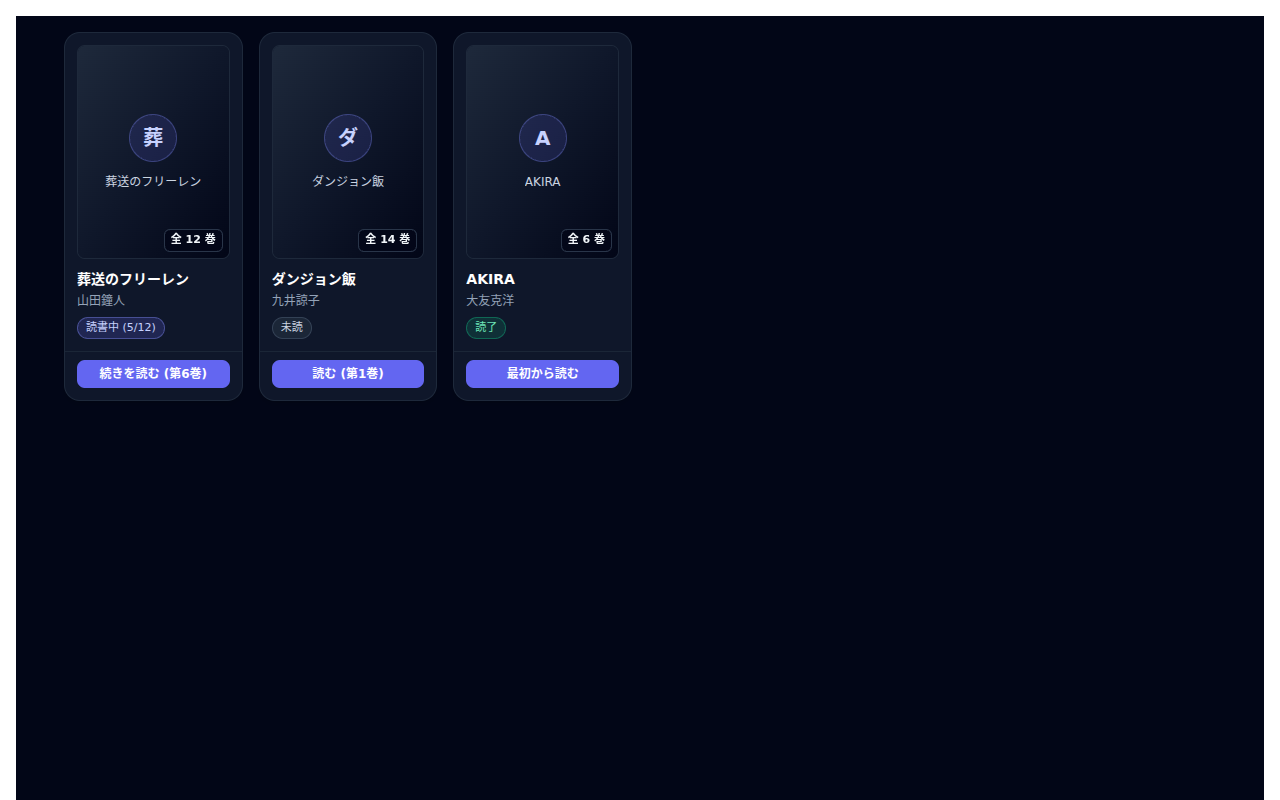 葬
葬送のフリーレン
全 12 巻
葬送のフリーレン
山田鐘人
読書中 (5/12)
続きを読む (第6巻)
ダ
ダンジョン飯
全 14 巻
ダンジョン飯
九井諒子
未読
読む (第1巻)
A
AKIRA
全 6 巻
AKIRA
大友克洋
読了
最初から読む